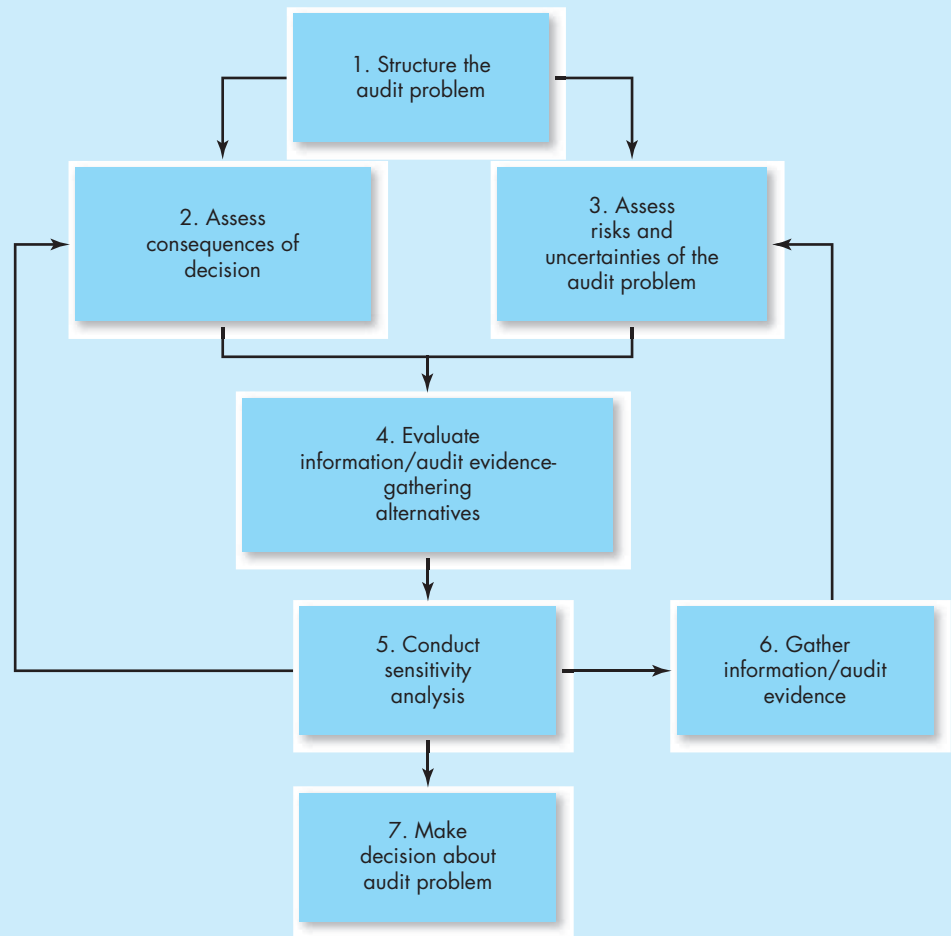 1. Structure the
audit problem
2. Assess
consequences of
decision
3. Assess
risks and
uncertainties of the
audit problem
4. Evaluate
information/audit evidence-
gathering
alternatives
5. Conduct
sensitivity
analysis
6. Gather
information/audit
evidence
7. Make
decision about
audit problem